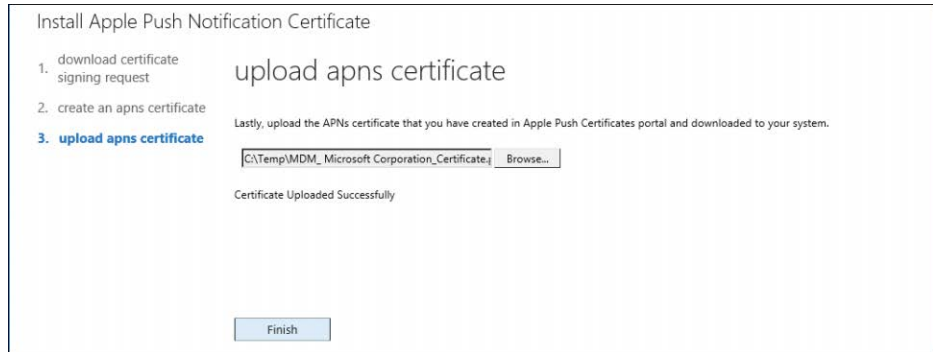 Install Apple Push Notification Certificate
1. download certificate
signing request
2. create an apns certificate
3. upload apns certificate
upload apns certificate
Lastly, upload the APNs certificate that you have created in Apple Push Certificates portal and downloaded to your system.
C:\Temp\MDM_ Microsoft Corporation_Certificate.p Browse...
Certificate Uploaded Successfully
Finish